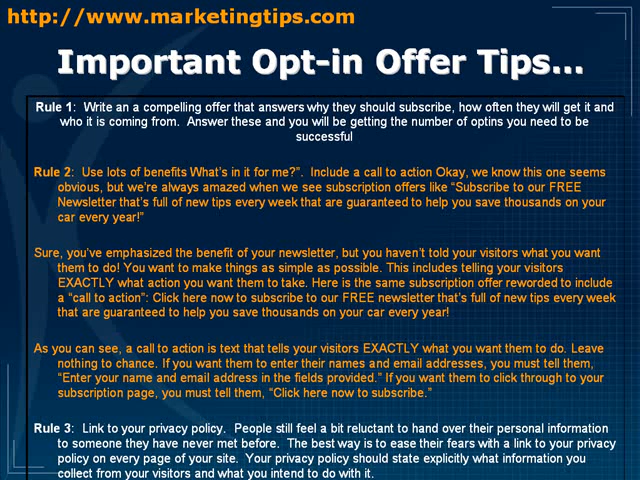 http://www.marketingtips.com
Important Opt-in Offer Tips...
Rule 1:  Write an a compelling offer that answers why they should subscribe, how often they will get it and
who it is coming from.  Answer these and you will be getting the number of optins you need to be
successful
Rule 2:  Use lots of benefits What's in it for me?”.  Include a call to action Okay, we know this one seems
obvious, but we're always amazed when we see subscription offers like “Subscribe to our FREE
Newsletter that's full of new tips every week that are guaranteed to help you save thousands on your
car every year!”
Sure, you've emphasized the benefit of your newsletter, but you haven't told your visitors what you want
them to do! You want to make things as simple as possible. This includes telling your visitors
EXACTLY what action you want them to take. Here is the same subscription offer reworded to include
a “call to action”: Click here now to subscribe to our FREE newsletter that's full of new tips every week
that are guaranteed to help you save thousands on your car every year!
As you can see, a call to action is text that tells your visitors EXACTLY what you want them to do. Leave
nothing to chance. If you want them to enter their names and email addresses, you must tell them,
“Enter your name and email address in the fields provided.” If you want them to click through to your
subscription page, you must tell them, “Click here now to subscribe.”
Rule 3:  Link to your privacy policy.  People still feel a bit reluctant to hand over their personal information
to someone they have never met before.  The best way is to ease their fears with a link to your privacy
policy on every page of your site.  Your privacy policy should state explicitly what information you
collect from your visitors and what you intend to do with it.